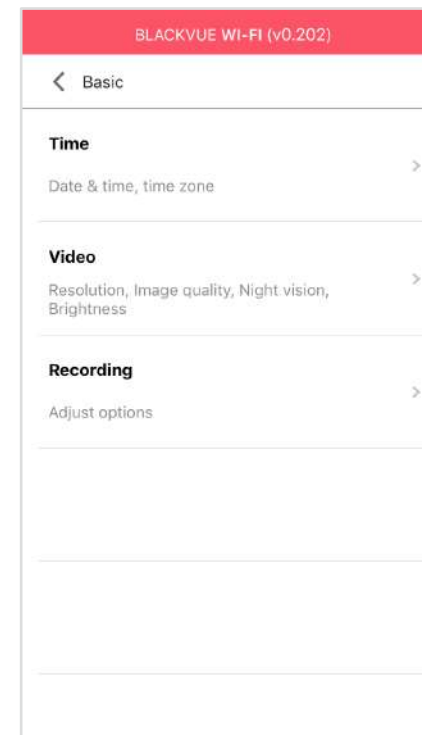 BLACKVUE WI-FI (v0.202)
Basic
Time
Date & time, time zone
Video
Resolution, Image quality, Night vision,
Brightness
Recording
Adjust options